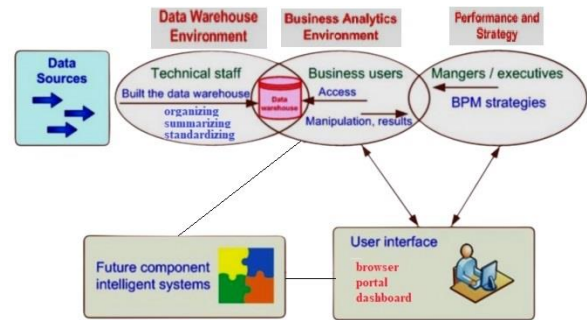 Data Warehouse
Environment
Business Analytics
Environment
Performance and
Strategy
Data
Sources
Technical staff
Built the data warehouse
organizing
summarizing
standardizing
Data
warehouse
Business users
Access
Manipulation, results
Mangers / executives
BPM strategies
Future component
intelligent systems
User interface
browser
portal
dashboard